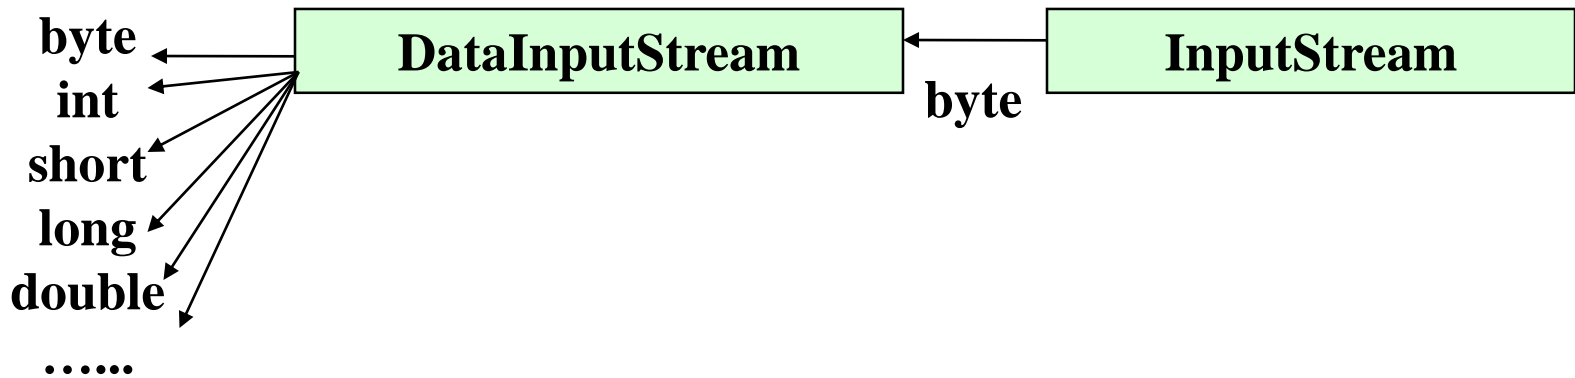 byte
int
short
long
double
…...
DataInputStream
byte
InputStream